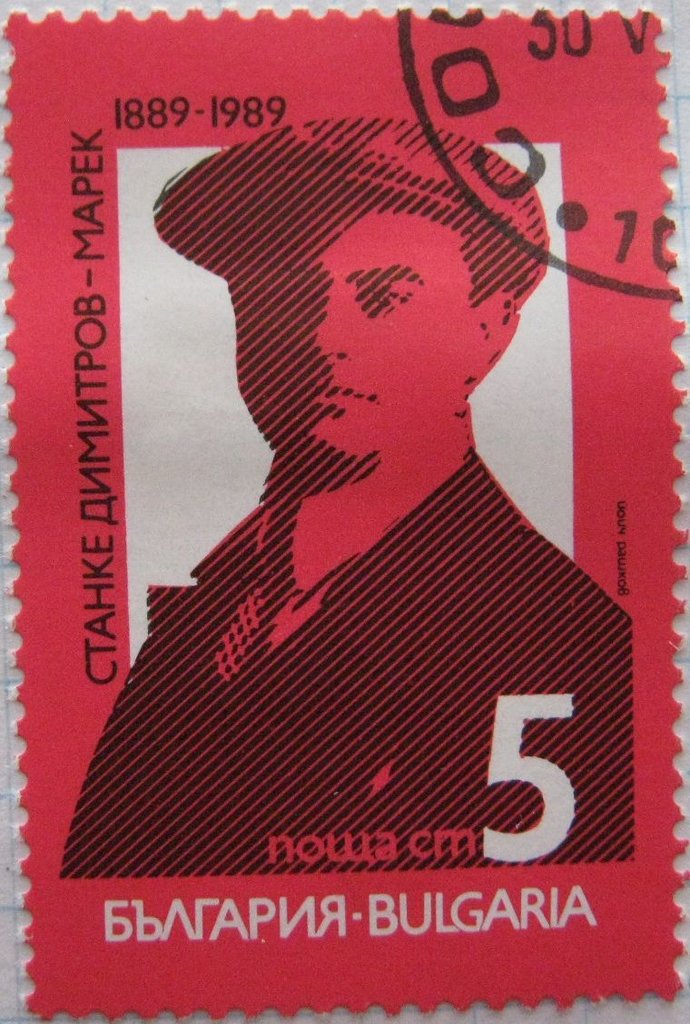 1889-1989
СТАНКЕ ДИМИТРОВ - МАРЕК
поща ст 5
БЪЛГАРИЯ-BULGARIA